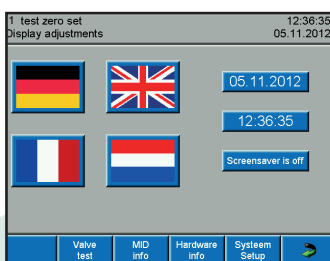 1 test zero set
12:36:35
Display adjustments
05.11.2012
05.11.2012
12:36:35
Screensaver is off
Valve test
MID info
Hardware info
Systeem Setup